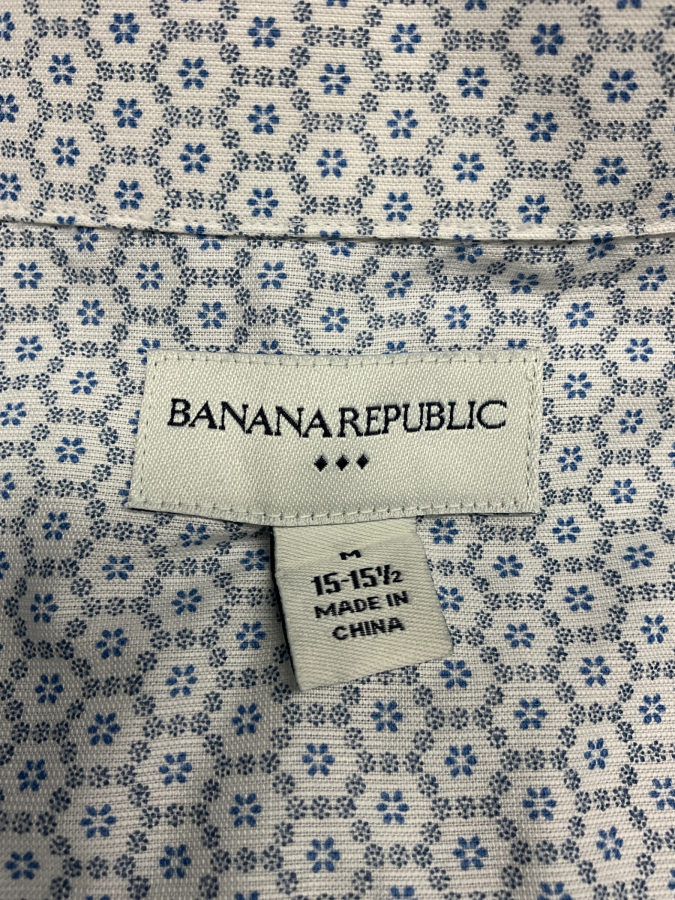 BANANA REPUBLIC
M
15-15½
MADE IN
CHINA